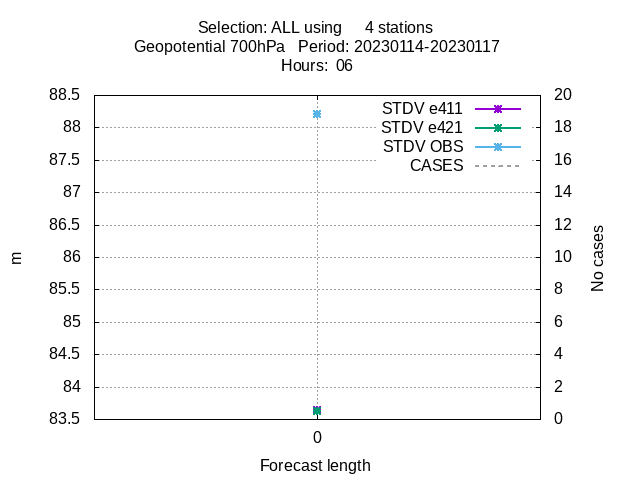 Selection: ALL using 4 stations
Geopotential 700hPa Period: 20230114-20230117
Hours: 06
88.5
88
87.5
87
86.5
86
85.5
85
84.5
84
83.5
m
STDV e411
STDV e421
STDV OBS
CASES
20
18
16
14
12
10
8
6
4
2
0
No cases
0
Forecast length